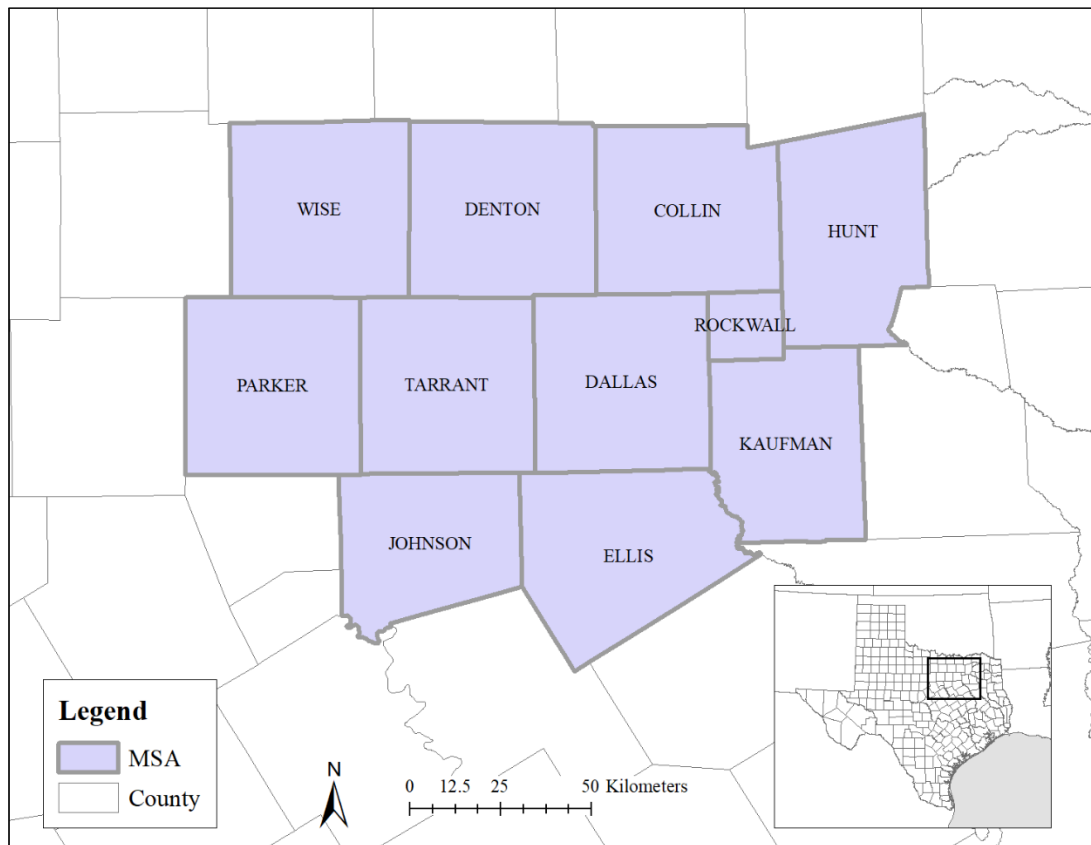 WISE
DENTON
COLLIN
HUNT
ROCKWALL
PARKER
TARRANT
DALLAS
KAUFMAN
JOHNSON
ELLIS
Legend
MSA
County
N
0 12.5 25 50 Kilometers